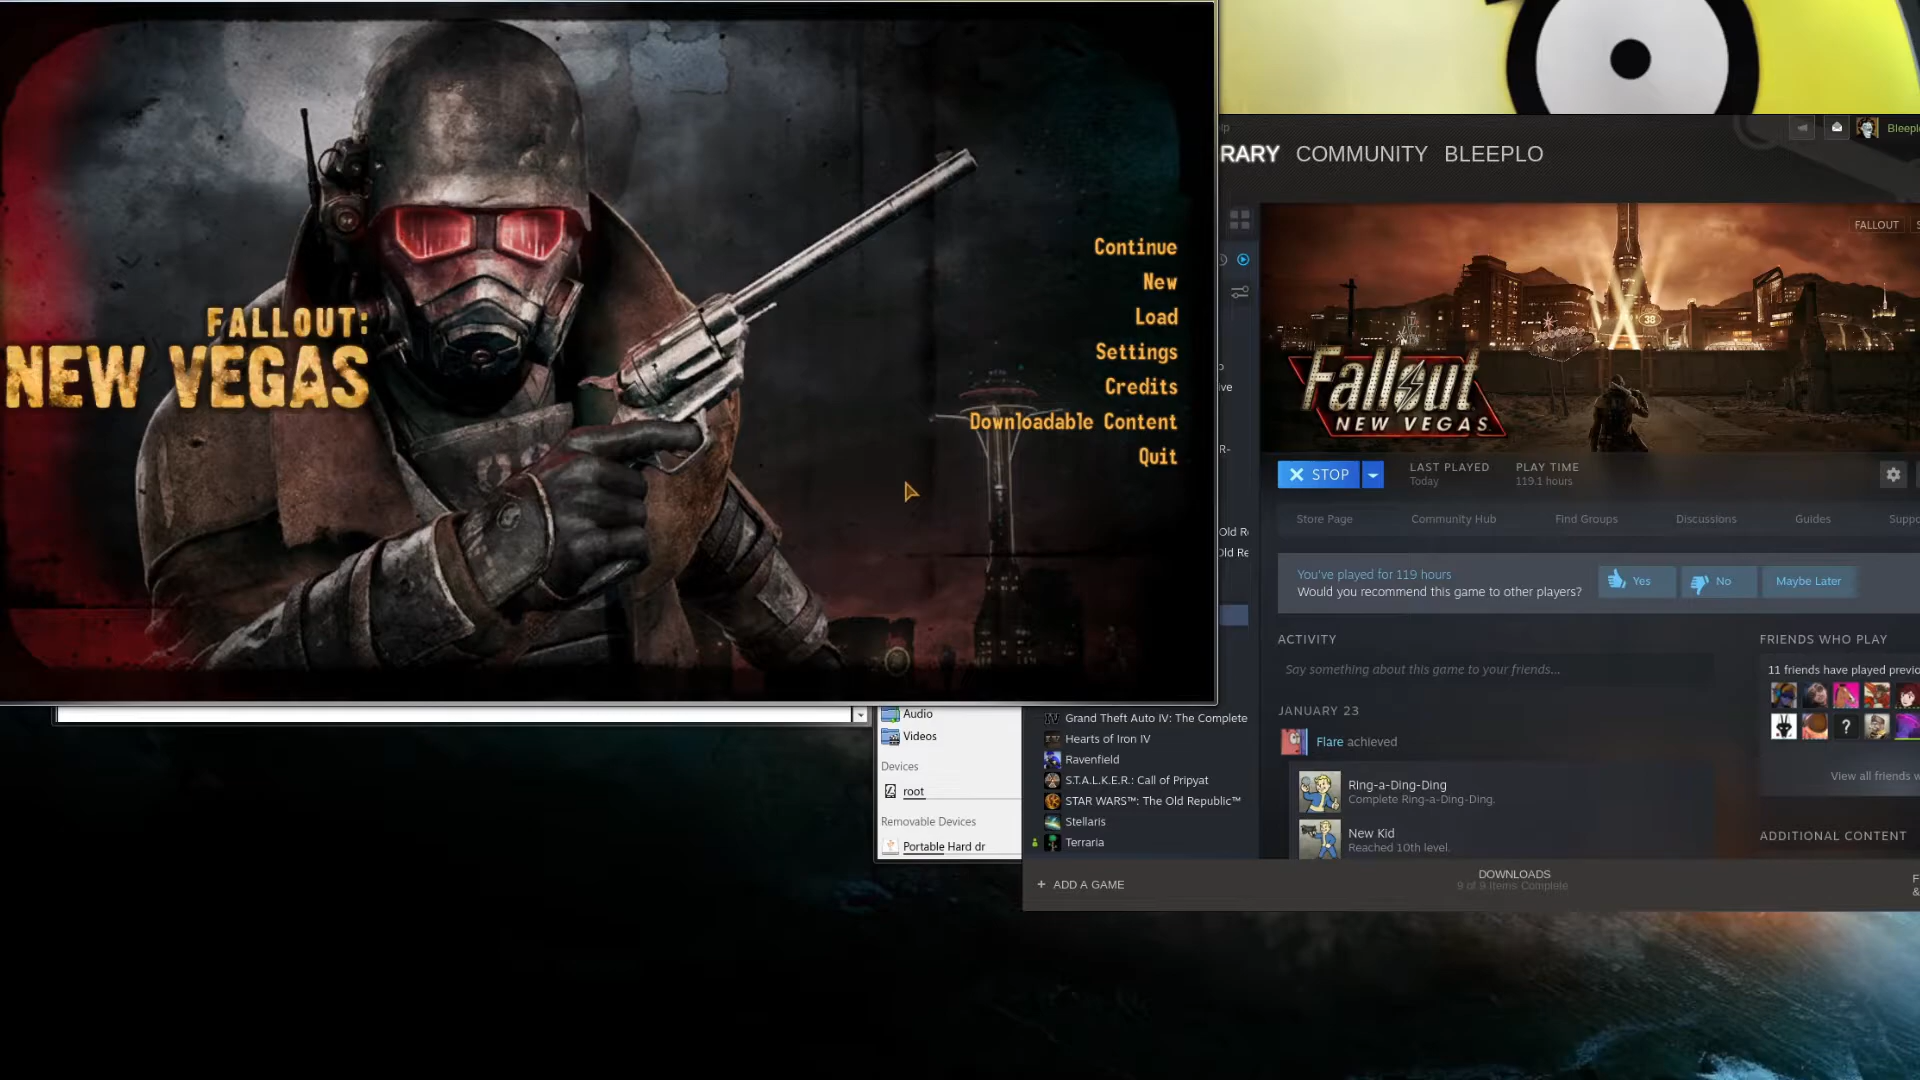 FALLOUT:
NEW VEGAS
Continue
New
Load
Settings
Credits
Downloadable Content
Quit
RARY COMMUNITY BLEEPLO
FALLOUT
Fallout
NEW VEGAS
38
STOP
LAST PLAYED
Today
PLAY TIME
119.1 hours
Store Page
Community Hub
Find Groups
Discussions
Guides
You've played for 119 hours
Would you recommend this game to other players?
Yes
No
Maybe Later
ACTIVITY
Say something about this game to your friends...
JANUARY 23
Flare achieved
Ring-a-Ding-Ding
Complete Ring-a-Ding-Ding.
New Kid
Reached 10th level.
FRIENDS WHO PLAY
11 friends have played previo
View all friends w
ADDITIONAL CONTENT
Audio
Videos
Devices
root
Removable Devices
Portable Hard dr
Grand Theft Auto IV: The Complete
Hearts of Iron IV
Ravenfield
S.T.A.L.K.E.R.: Call of Pripyat
STAR WARS™: The Old Republic™
Stellaris
Terraria
+ ADD A GAME
DOWNLOADS
9 of 9 Items Complete